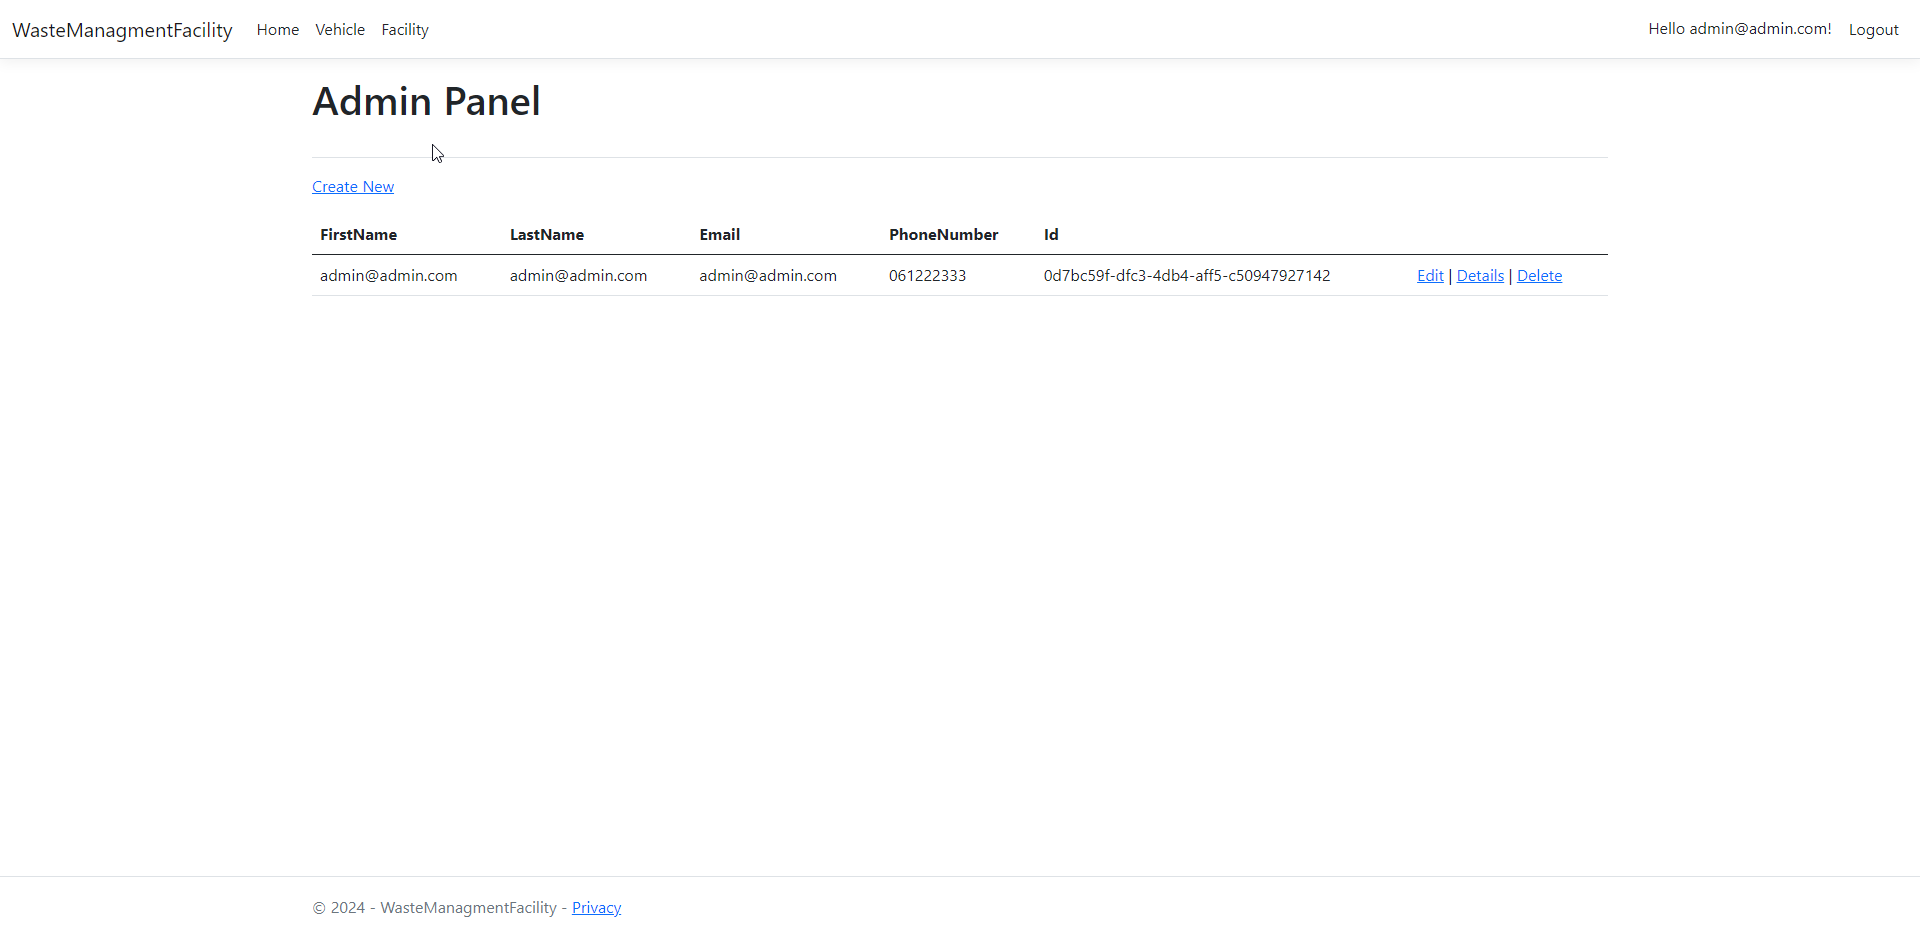 WasteManagmentFacility Home Vehicle Facility Hello admin@admin.com! Logout
Admin Panel
Create New
FirstName LastName Email PhoneNumber Id
admin@admin.com admin@admin.com admin@admin.com 061222333 0d7bc59f-dfc3-4db4-aff5-c50947927142 Edit | Details | Delete
© 2024 - WasteManagmentFacility - Privacy